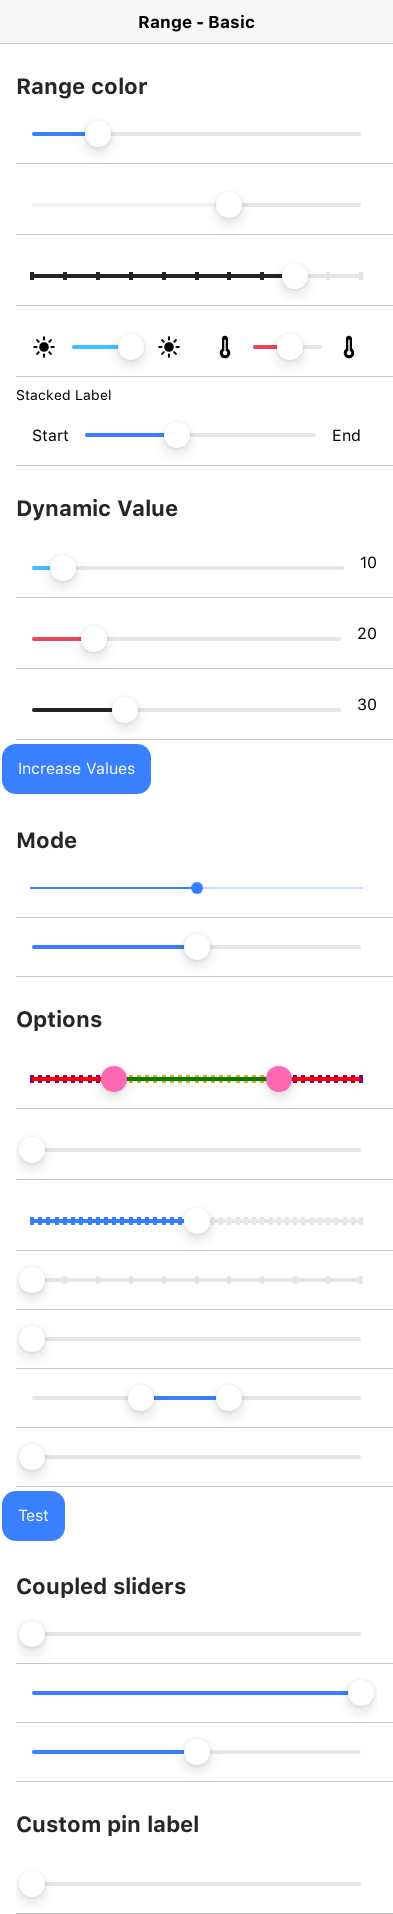 Range - Basic
Range color
Stacked Label
Start End
Dynamic Value
10
20
30
Increase Values
Mode
Options
Test
Coupled sliders
Custom pin label